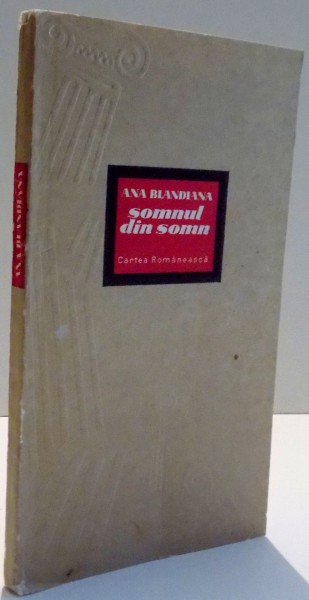 ANA BLANDIANA
somnul
din somn
Cartea Românească
ANA BLANDIANA